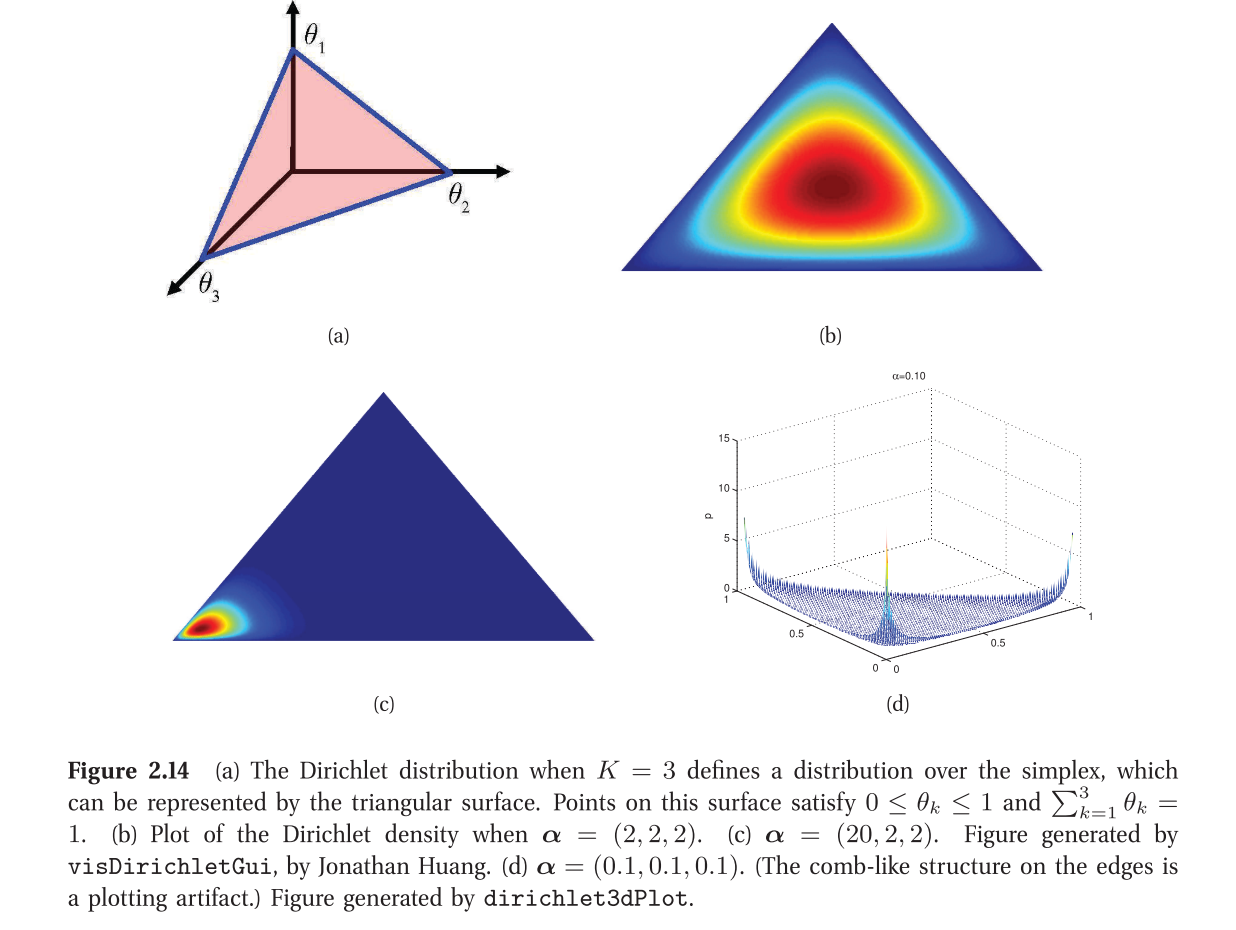 θ1
θ2
θ3
(a)
(b)
(c)
α=0.10
15
10
5
0
p
1
0.5
0
0
0.5
1
(d)
Figure 2.14 (a) The Dirichlet distribution when K = 3 defines a distribution over the simplex, which
can be represented by the triangular surface. Points on this surface satisfy 0 ≤ θk ≤ 1 and ∑³k=1 θk =
1. (b) Plot of the Dirichlet density when α = (2, 2, 2). (c) α = (20, 2, 2). Figure generated by
visDirichletGui, by Jonathan Huang. (d) α = (0.1, 0.1, 0.1). (The comb-like structure on the edges is
a plotting artifact.) Figure generated by dirichlet3dPlot.